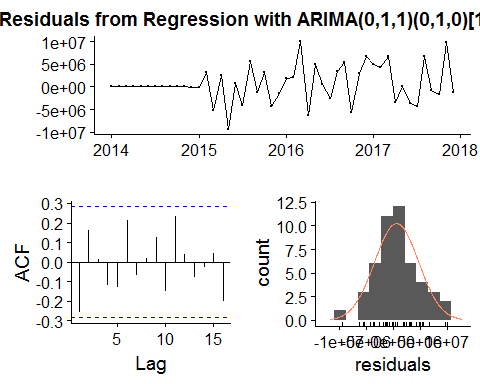 Residuals from Regression with ARIMA(0,1,1)(0,1,0)[1
1e+07
5e+06
0e+00
-5e+06
-1e+07
2014 2015 2016 2017 2018
0.3
0.2
0.1
0.0
-0.1
-0.2
-0.3
ACF
5 10 15
Lag
12.5
10.0
7.5
5.0
2.5
0.0
count
residuals